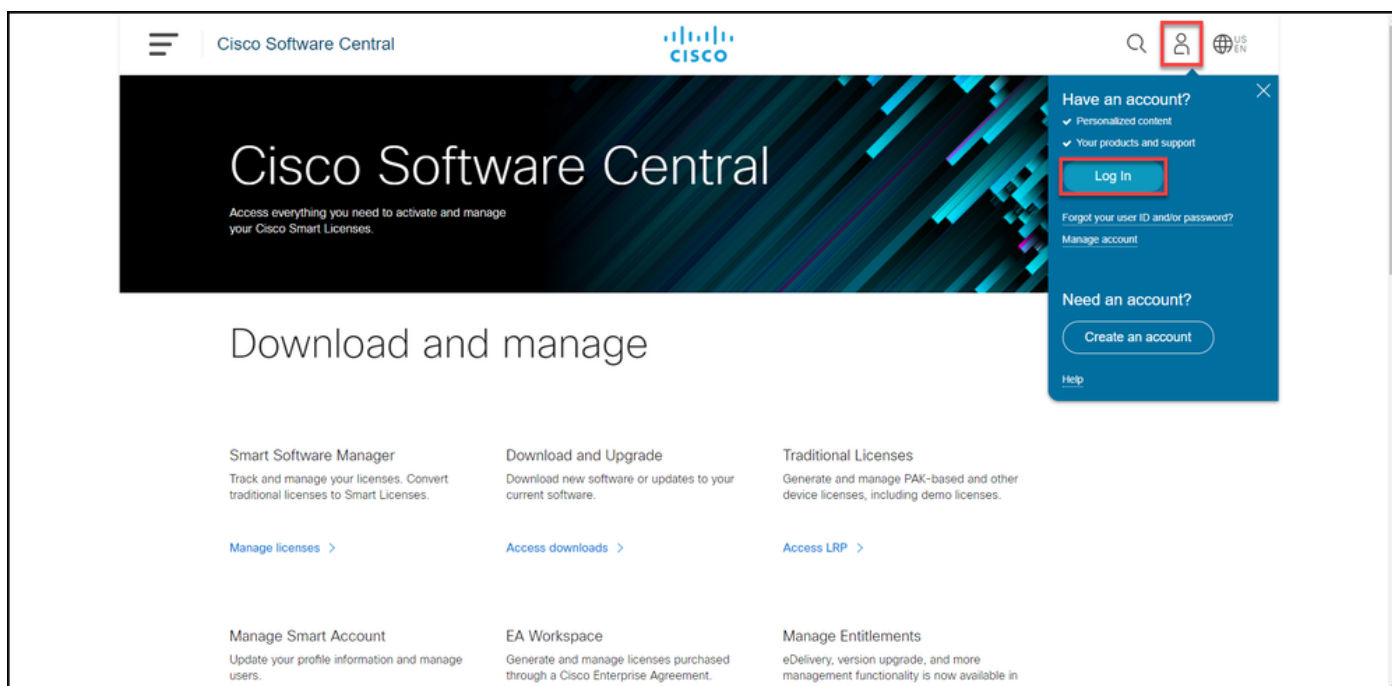 Cisco Software Central
CISCO
US
EN
Cisco Software Central
Access everything you need to activate and manage
your Cisco Smart Licenses.
Have an account?
Personalized content
Your products and support
Log In
Forgot your user ID and/or password?
Manage account
Need an account?
Create an account
Help
Download and manage
Smart Software Manager
Track and manage your licenses. Convert
traditional licenses to Smart Licenses.
Manage licenses
Download and Upgrade
Download new software or updates to your
current software.
Access downloads
Traditional Licenses
Generate and manage PAK-based and other
device licenses, including demo licenses.
Access LRP
Manage Smart Account
Update your profile information and manage
users.
EA Workspace
Generate and manage licenses purchased
through a Cisco Enterprise Agreement.
Manage Entitlements
eDelivery, version upgrade, and more
management functionality is now available in